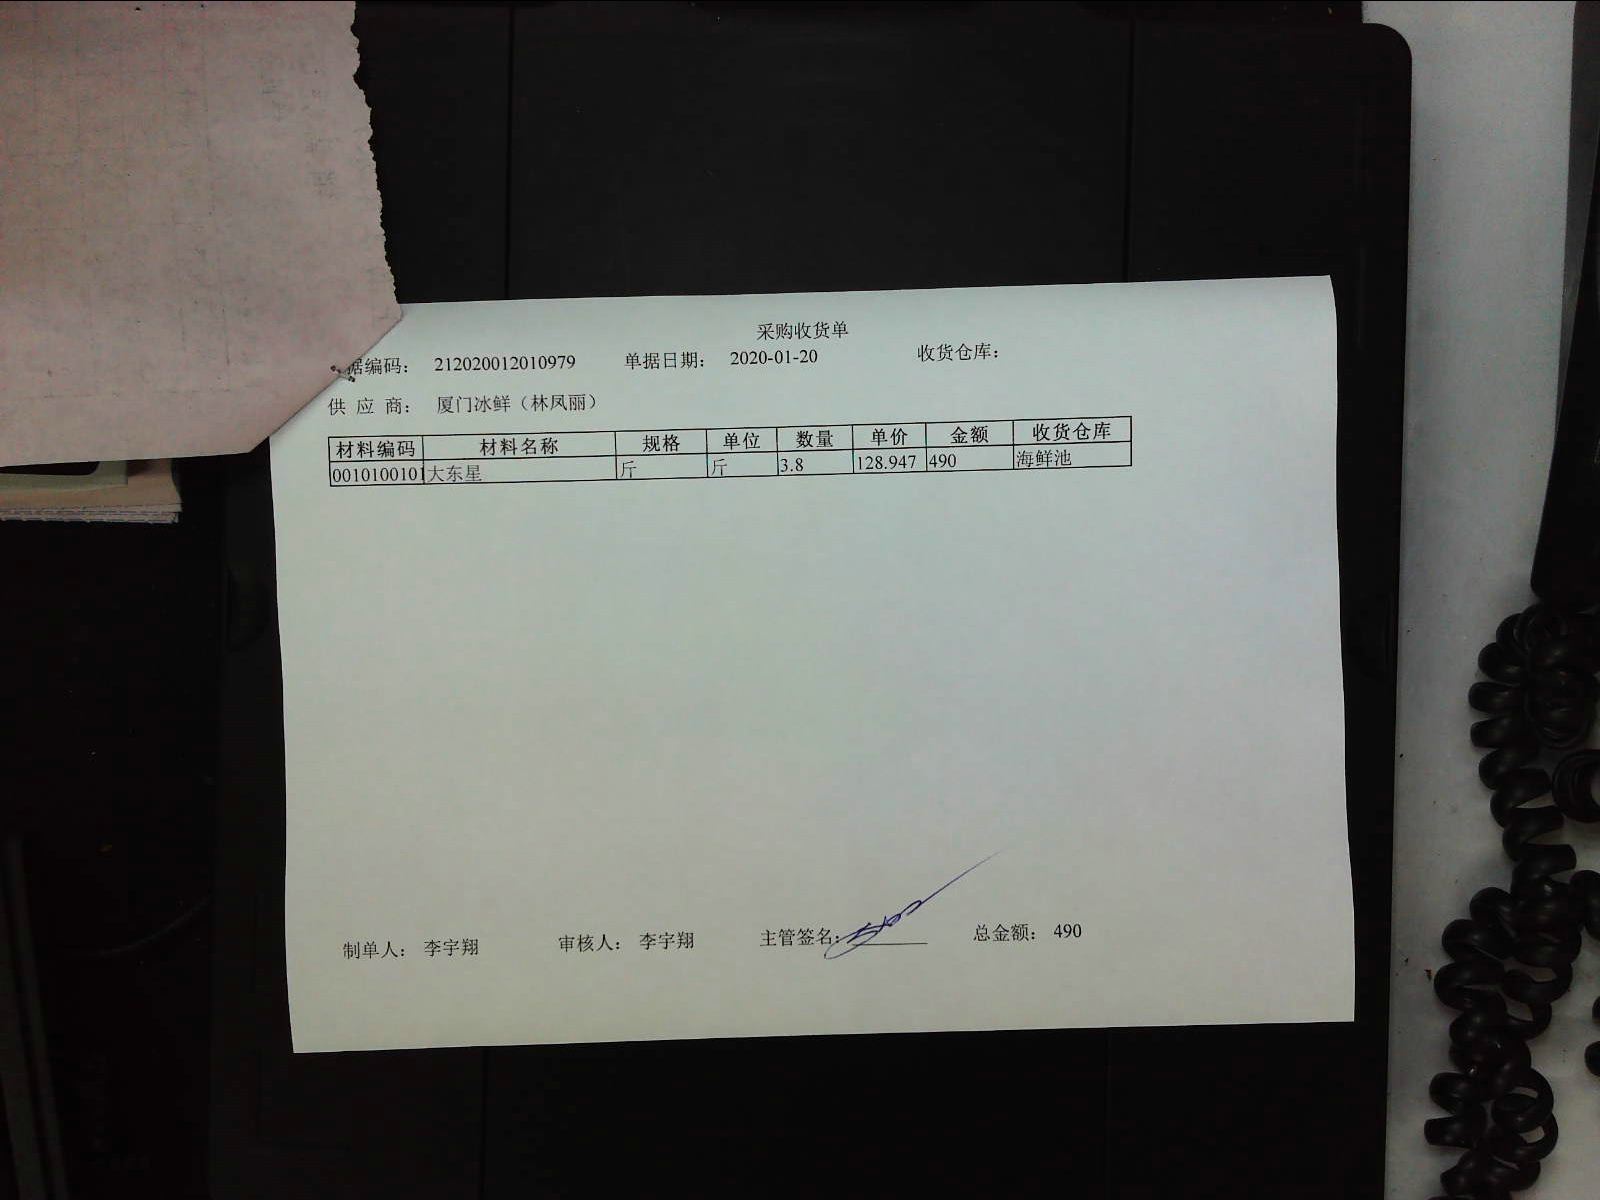 采购收货单
据编码： 212020012010979 单据日期： 2020-01-20 收货仓库：
供 应 商： 厦门冰鲜（林凤丽）
材料编码 材料名称 规格 单位 数量 单价 金额 收货仓库
0010100101 大东星 斤 斤 3.8 128.947 490 海鲜池
制单人： 李宇翔 审核人： 李宇翔 主管签名： 总金额： 490